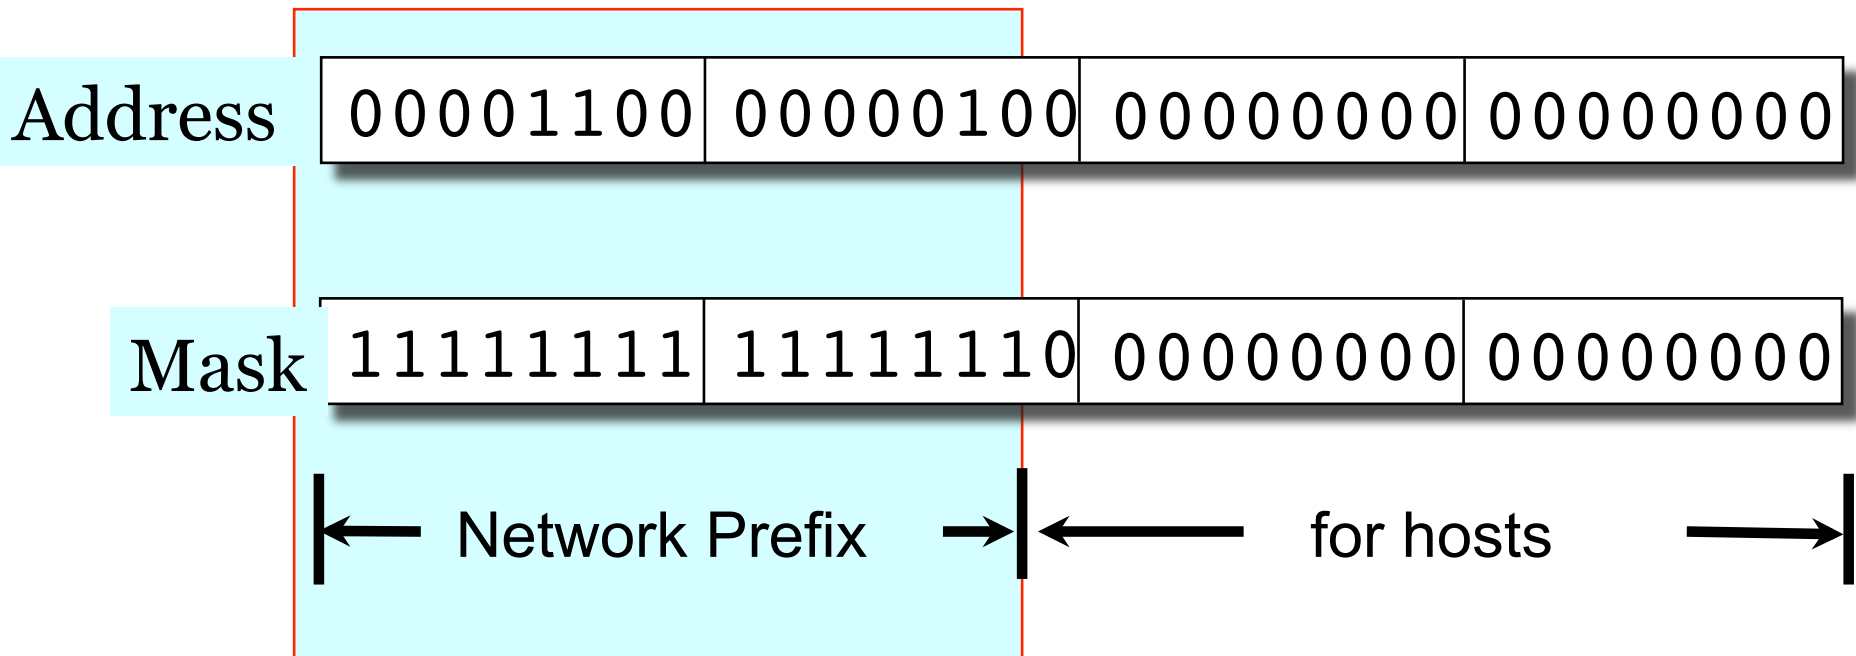 Address 00001100 00000100 00000000 00000000
Mask 11111111 11111110 00000000 00000000
Network Prefix for hosts